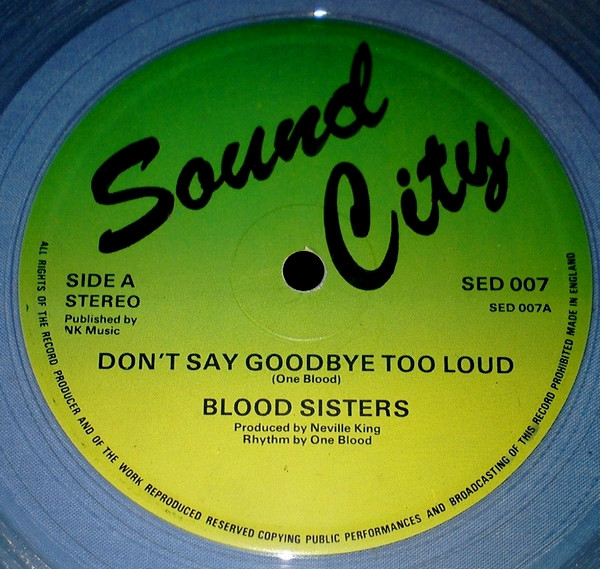 Sound
City
SIDE A
STEREO
Published by
NK Music
SED 007
SED 007A
DON'T SAY GOODBYE TOO LOUD
(One Blood)
BLOOD SISTERS
Produced by Neville King
Rhythm by One Blood
ALL RIGHTS OF THE RECORD PRODUCER AND OF THE WORK REPRODUCED RESERVED COPYING PUBLIC PERFORMANCES AND BROADCASTING OF THIS RECORD PROHIBITED MADE IN ENGLAND